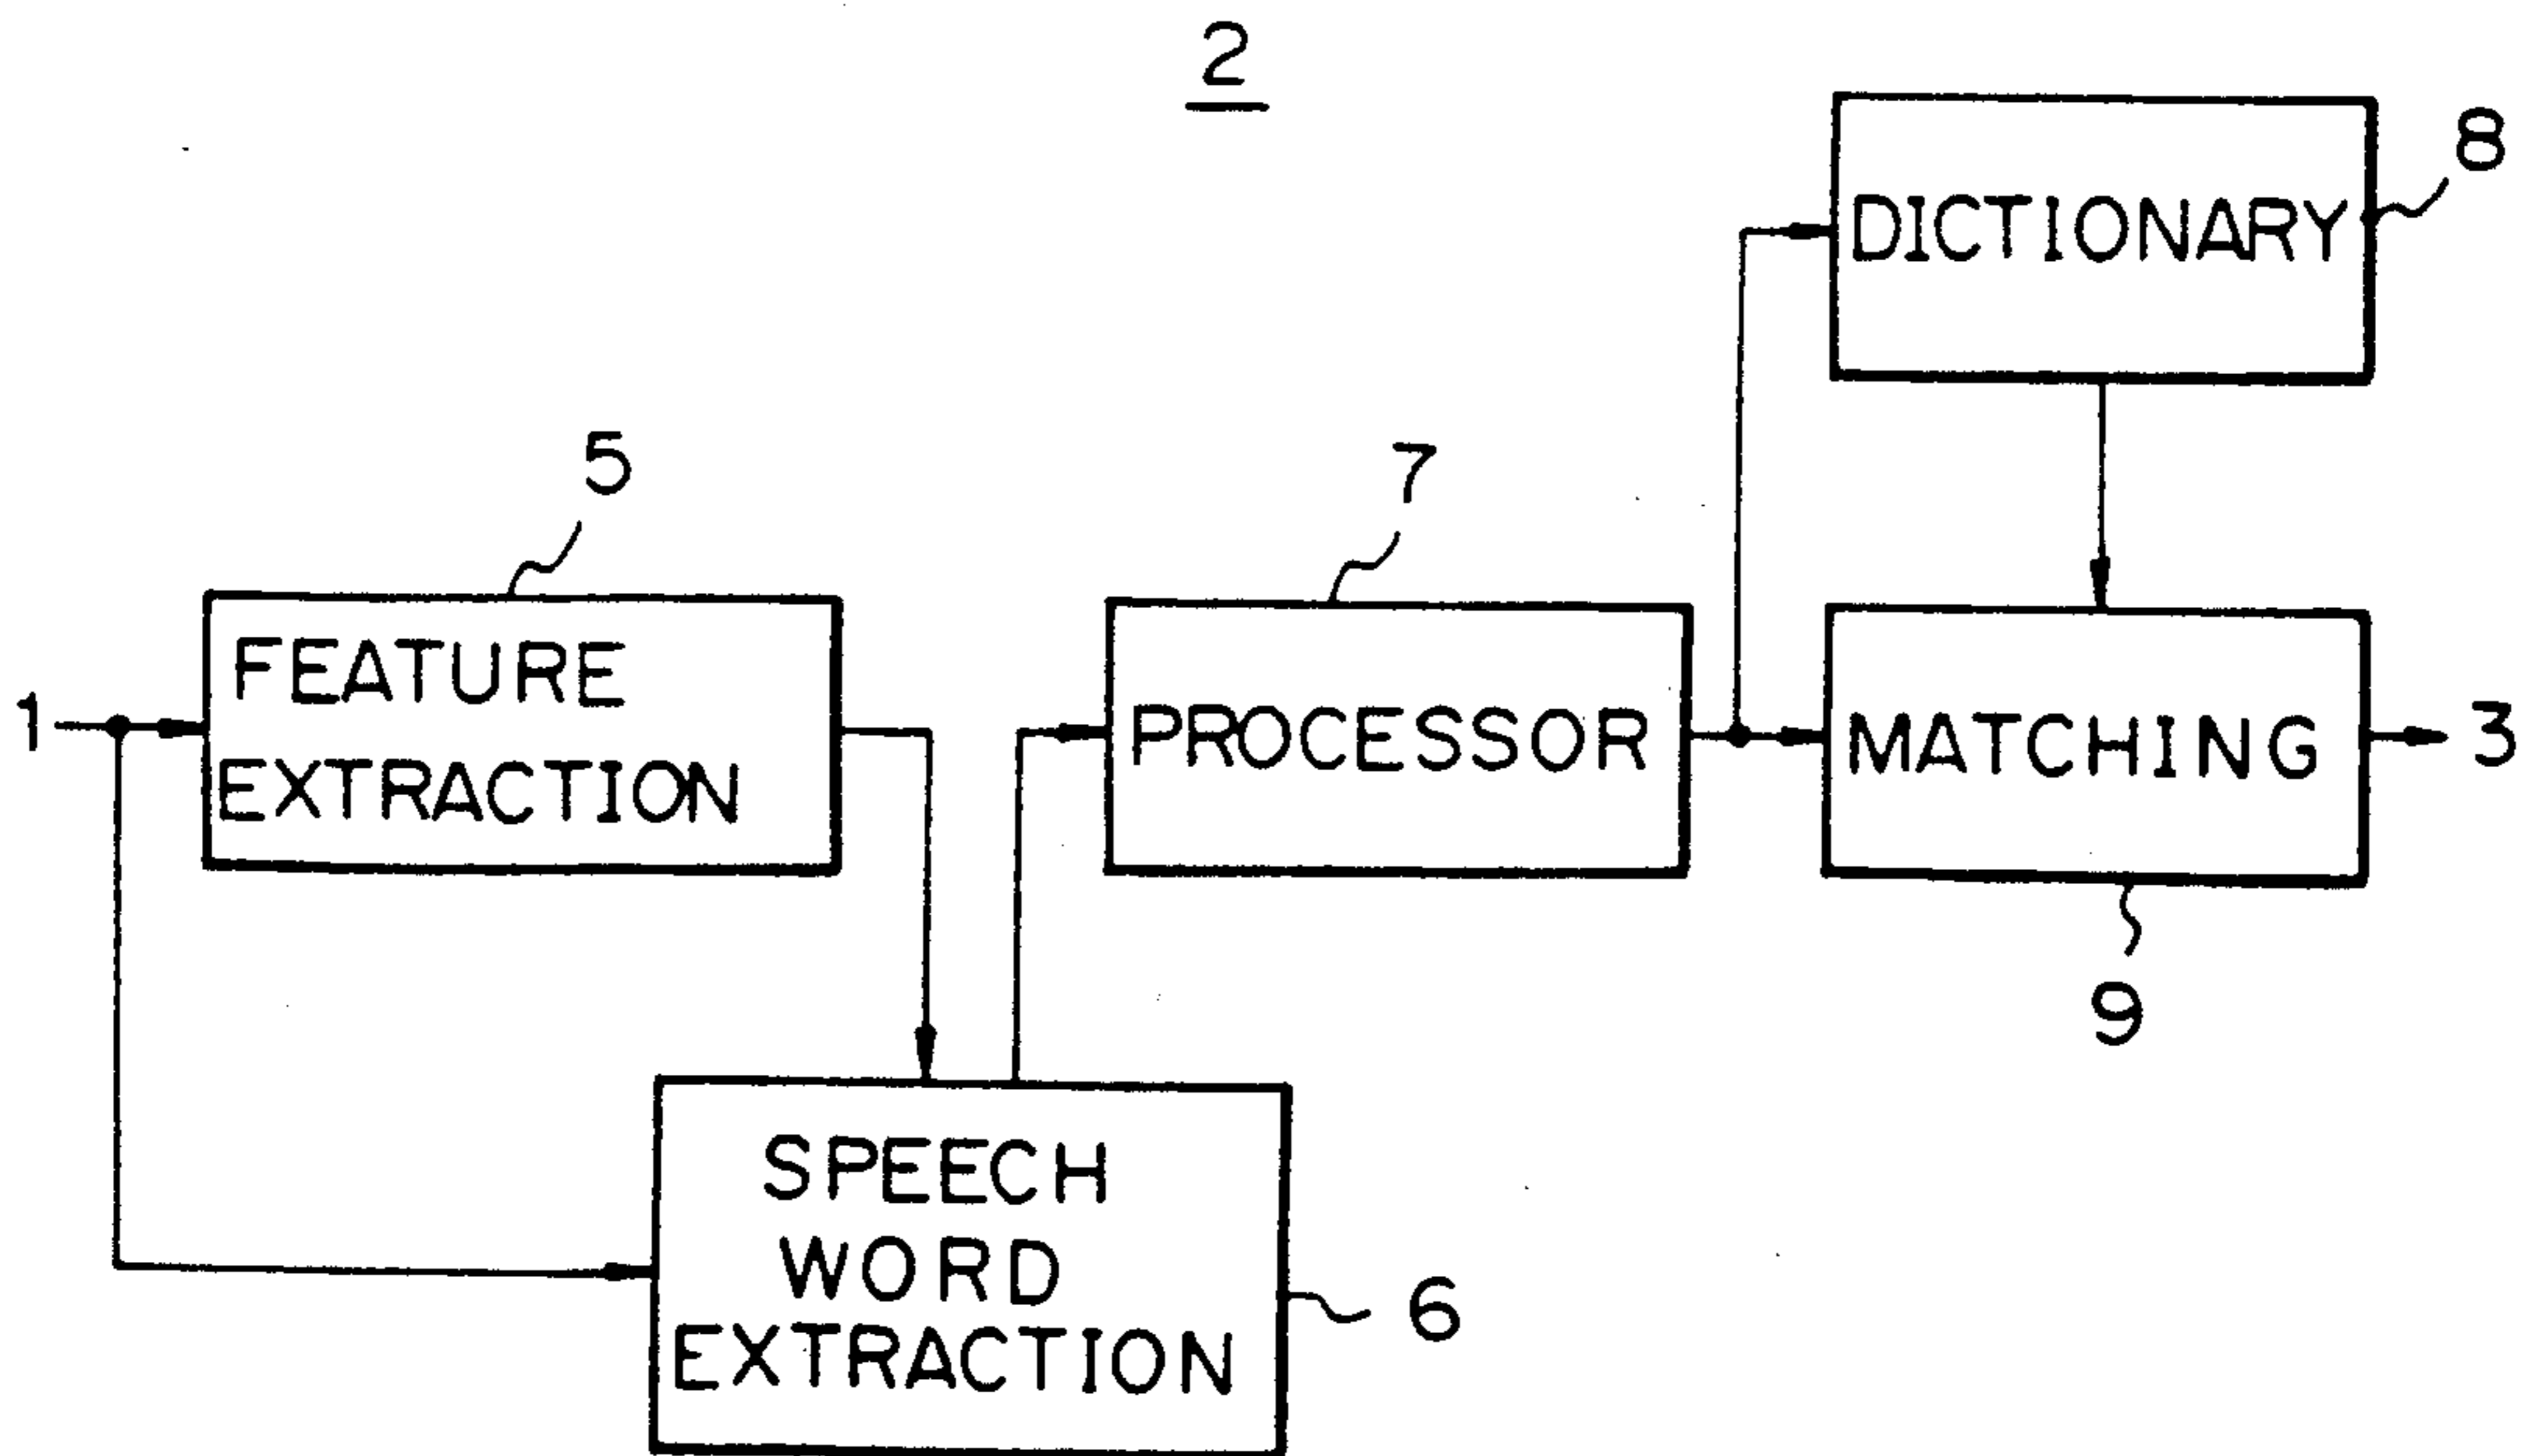 2
8
DICTIONARY
5
7
FEATURE
EXTRACTION
1
PROCESSOR
MATCHING
3
9
SPEECH
WORD
EXTRACTION
6